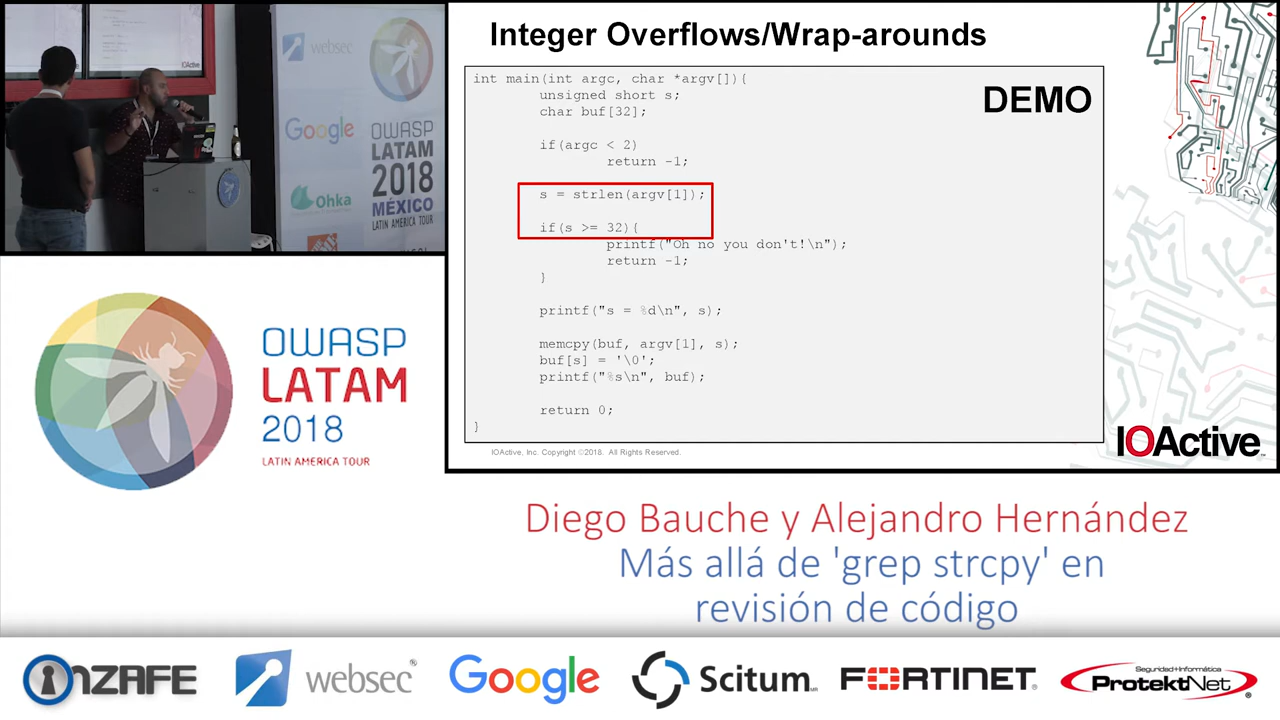 IOActive
websec
Google
Ohka
OWASP
LATAM
2018
MÉXICO
LATIN AMERICA TOUR
Integer Overflows/Wrap-arounds
DEMO
int main(int argc, char *argv[]){
unsigned short s;
char buf[32];
if(argc < 2)
return -1;
s = strlen(argv[1]);
if(s >= 32){
printf("Oh no you don't!\n");
return -1;
}
printf("s = %d\n", s);
memcpy(buf, argv[1], s);
buf[s] = '\0';
printf("%s\n", buf);
return 0;
}
IOActive, Inc. Copyright ©2018. All Rights Reserved.
IOActive™
OWASP
LATAM
2018
LATIN AMERICA TOUR
Diego Bauche y Alejandro Hernández
Más allá de 'grep strcpy' en
revisión de código
websec®
Google
Scitum MR
FORTINET®
Seguridad+Informática
ProtektNet®